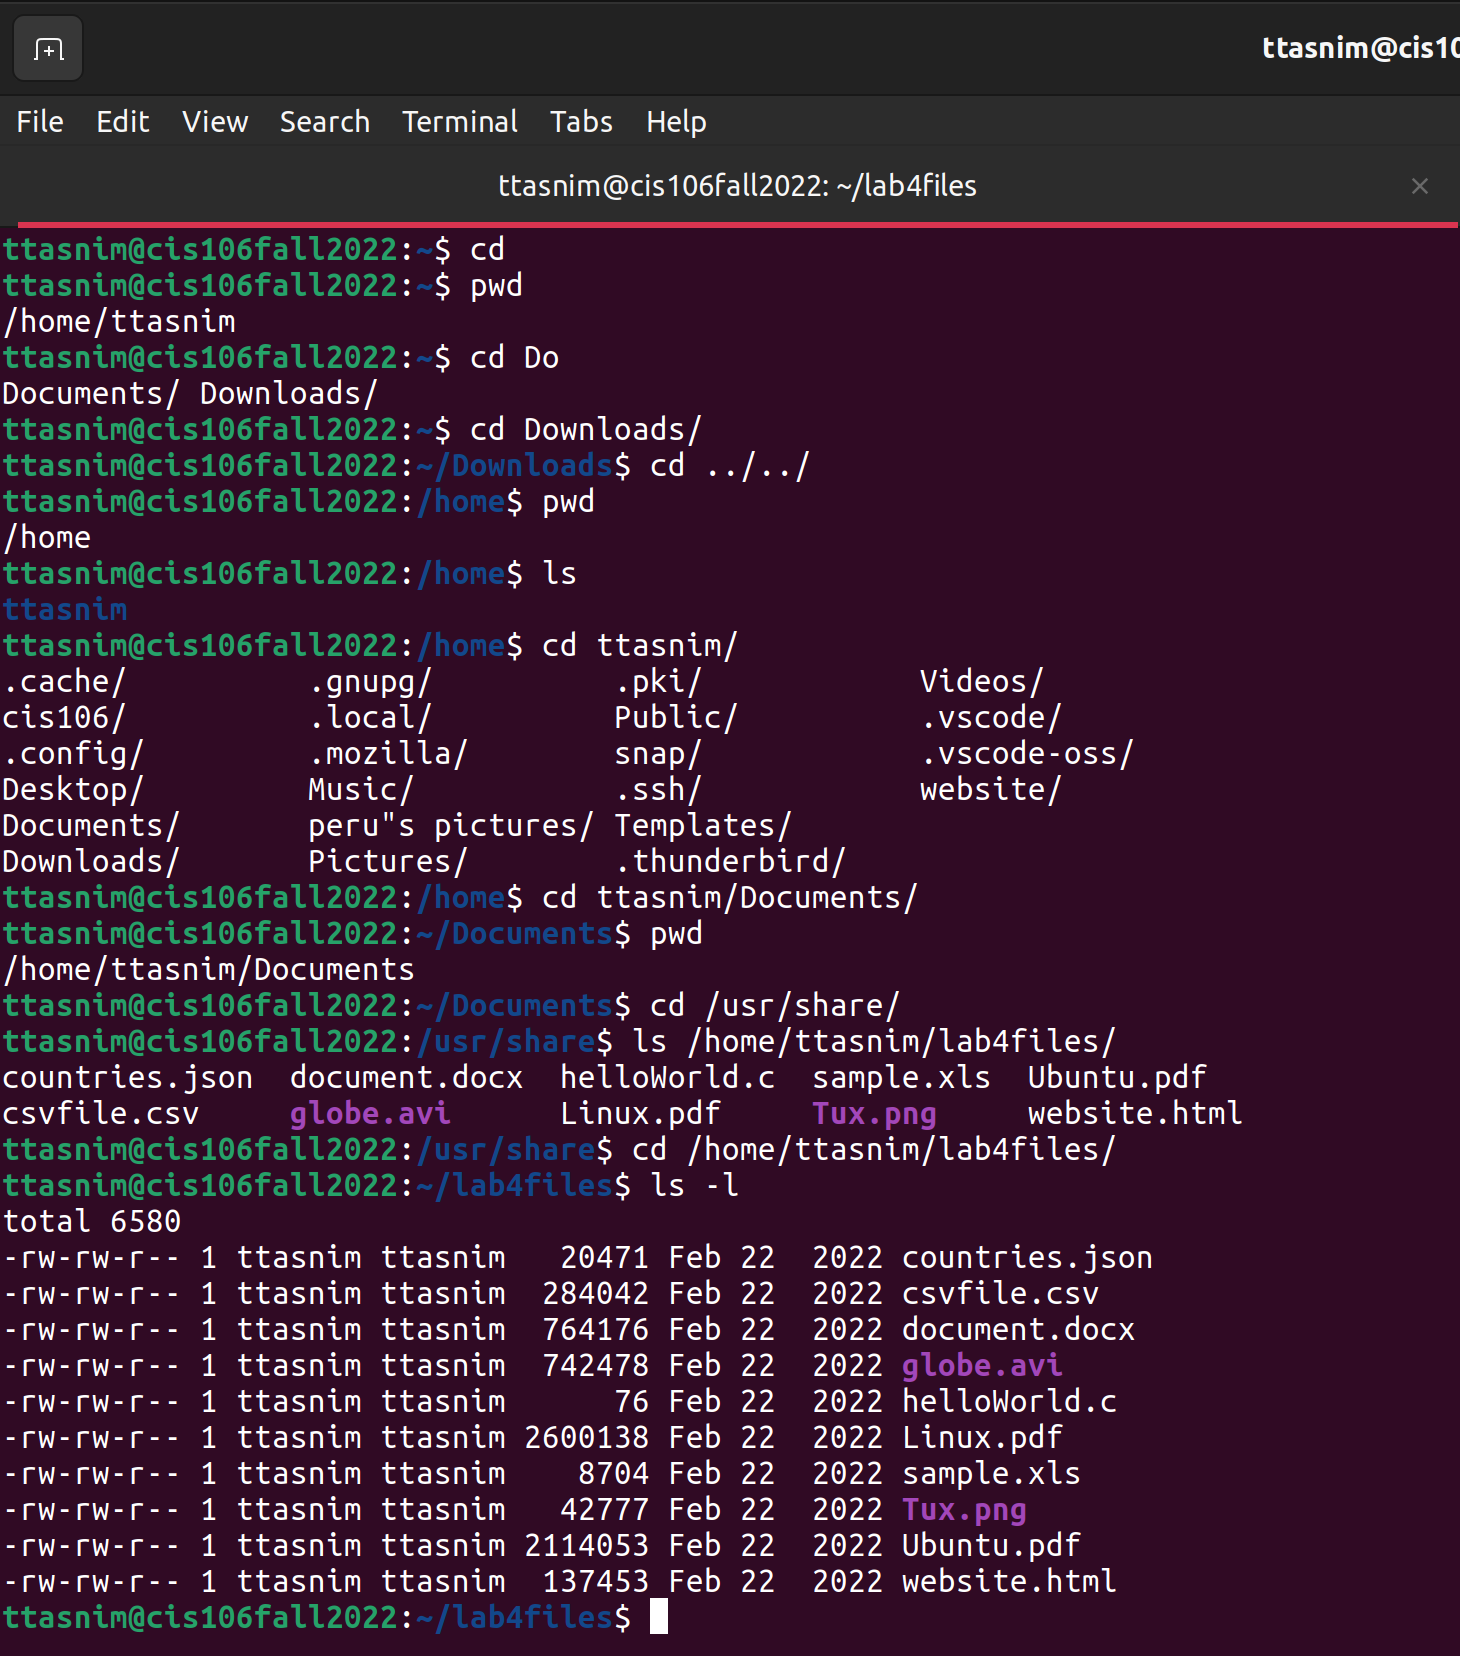 ttasnim@cis10
File Edit View Search Terminal Tabs Help
ttasnim@cis106fall2022: ~/lab4files
ttasnim@cis106fall2022:~$ cd
ttasnim@cis106fall2022:~$ pwd
/home/ttasnim
ttasnim@cis106fall2022:~$ cd Do
Documents/ Downloads/
ttasnim@cis106fall2022:~$ cd Downloads/
ttasnim@cis106fall2022:~/Downloads$ cd ../../
ttasnim@cis106fall2022:/home$ pwd
/home
ttasnim@cis106fall2022:/home$ ls
ttasnim
ttasnim@cis106fall2022:/home$ cd ttasnim/
.cache/          .gnupg/          .pki/            Videos/
cis106/          .local/          Public/          .vscode/
.config/         .mozilla/        snap/            .vscode-oss/
Desktop/         Music/           .ssh/            website/
Documents/       peru"s pictures/ Templates/
Downloads/       Pictures/        .thunderbird/
ttasnim@cis106fall2022:/home$ cd ttasnim/Documents/
ttasnim@cis106fall2022:~/Documents$ pwd
/home/ttasnim/Documents
ttasnim@cis106fall2022:~/Documents$ cd /usr/share/
ttasnim@cis106fall2022:/usr/share$ ls /home/ttasnim/lab4files/
countries.json  document.docx  helloWorld.c  sample.xls  Ubuntu.pdf
csvfile.csv     globe.avi      Linux.pdf     Tux.png     website.html
ttasnim@cis106fall2022:/usr/share$ cd /home/ttasnim/lab4files/
ttasnim@cis106fall2022:~/lab4files$ ls -l
total 6580
-rw-rw-r-- 1 ttasnim ttasnim   20471 Feb 22  2022 countries.json
-rw-rw-r-- 1 ttasnim ttasnim  284042 Feb 22  2022 csvfile.csv
-rw-rw-r-- 1 ttasnim ttasnim  764176 Feb 22  2022 document.docx
-rw-rw-r-- 1 ttasnim ttasnim  742478 Feb 22  2022 globe.avi
-rw-rw-r-- 1 ttasnim ttasnim      76 Feb 22  2022 helloWorld.c
-rw-rw-r-- 1 ttasnim ttasnim 2600138 Feb 22  2022 Linux.pdf
-rw-rw-r-- 1 ttasnim ttasnim    8704 Feb 22  2022 sample.xls
-rw-rw-r-- 1 ttasnim ttasnim   42777 Feb 22  2022 Tux.png
-rw-rw-r-- 1 ttasnim ttasnim 2114053 Feb 22  2022 Ubuntu.pdf
-rw-rw-r-- 1 ttasnim ttasnim  137453 Feb 22  2022 website.html
ttasnim@cis106fall2022:~/lab4files$